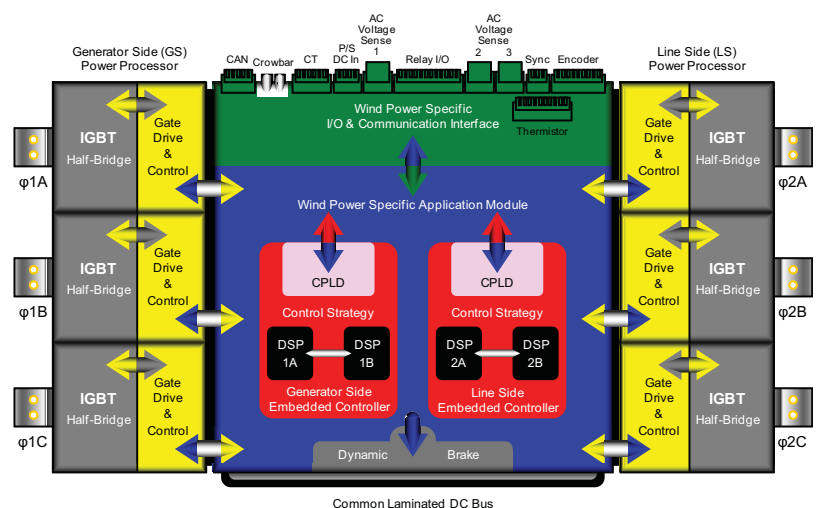 Generator Side (GS)
Power Processor
CAN
Crowbar
CT
P/S
DC In
AC
Voltage
Sense
1
Relay I/O
AC
Voltage
Sense
2 3
Sync
Encoder
Line Side (LS)
Power Processor
Wind Power Specific
I/O & Communication Interface
Thermistor
IGBT
Half-Bridge
Gate
Drive
&
Control
φ1A
IGBT
Half-Bridge
Gate
Drive
&
Control
φ1B
IGBT
Half-Bridge
Gate
Drive
&
Control
φ1C
Wind Power Specific Application Module
CPLD
Control Strategy
DSP
1A
DSP
1B
Generator Side
Embedded Controller
CPLD
Control Strategy
DSP
2A
DSP
2B
Line Side
Embedded Controller
Dynamic Brake
Gate
Drive
&
Control
IGBT
Half-Bridge
φ2A
Gate
Drive
&
Control
IGBT
Half-Bridge
φ2B
Gate
Drive
&
Control
IGBT
Half-Bridge
φ2C
Common Laminated DC Bus